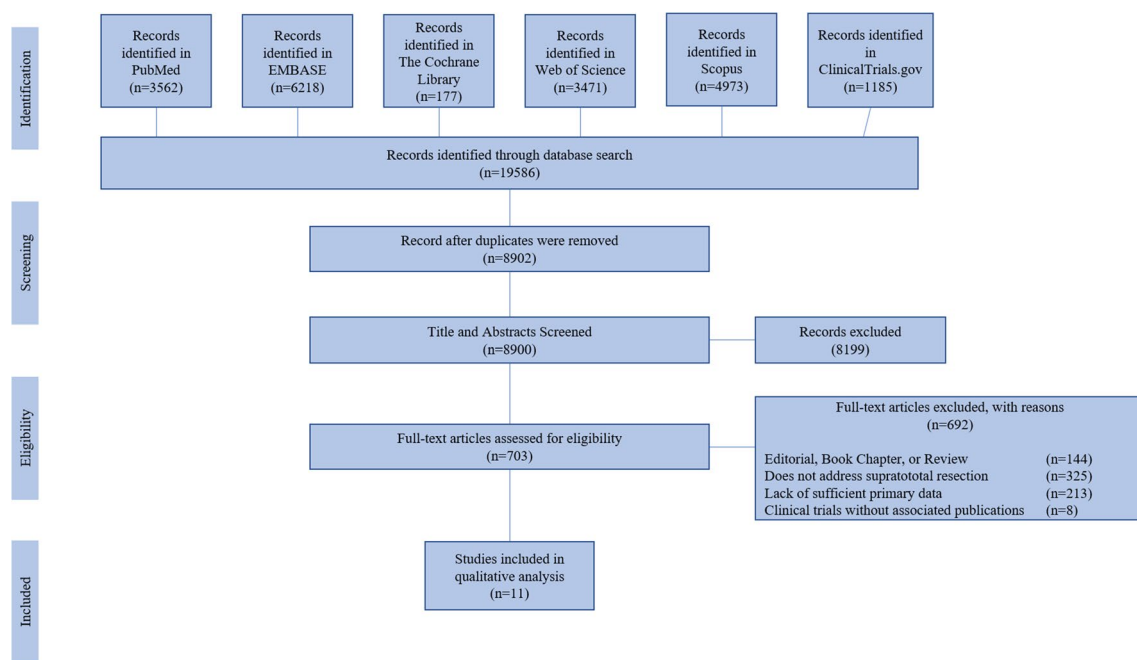 Identification
Records
identified in
PubMed
(n=3562)
Records
identified in
EMBASE
(n=6218)
Records
identified in
The Cochrane
Library
(n=177)
Records
identified in
Web of Science
(n=3471)
Records
identified in
Scopus
(n=4973)
Records identified
in
ClinicalTrials.gov
(n=1185)
Records identified through database search
(n=19586)
Screening
Record after duplicates were removed
(n=8902)
Title and Abstracts Screened
(n=8900)
Records excluded
(8199)
Eligibility
Full-text articles assessed for eligibility
(n=703)
Full-text articles excluded, with reasons
(n=692)
Editorial, Book Chapter, or Review (n=144)
Does not address supratotal resection (n=325)
Lack of sufficient primary data (n=213)
Clinical trials without associated publications (n=8)
Included
Studies included in
qualitative analysis
(n=11)